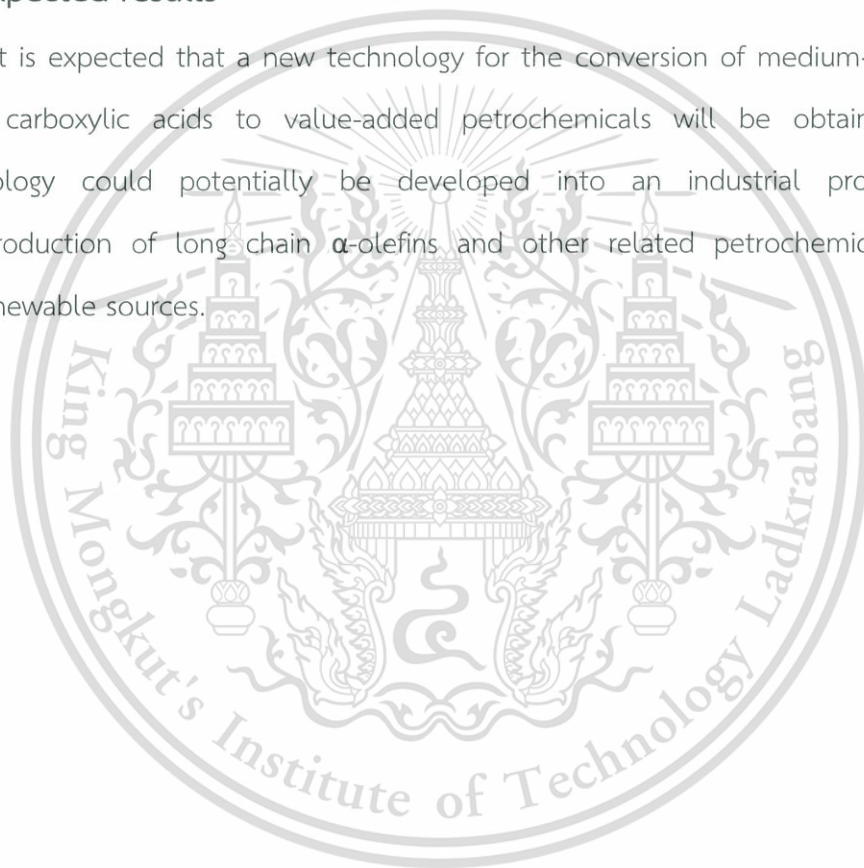 pected results
t is expected that a new technology for the conversion of medium-
carboxylic acids to value-added petrochemicals will be obtain
ology could potentially be developed into an industrial pro
roduction of long chain α-olefins and other related petrochemic
newable sources.
King Mongkut's Institute of Technology Ladkrabang